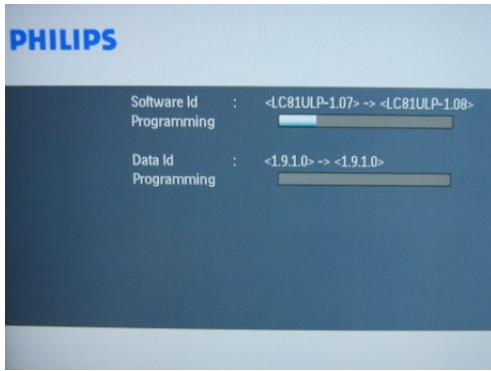 PHILIPS
Software Id : <LC81ULP-1.07> -> <LC81ULP-1.08>
Programming
Data Id : <1.9.1.0> -> <1.9.1.0>
Programming